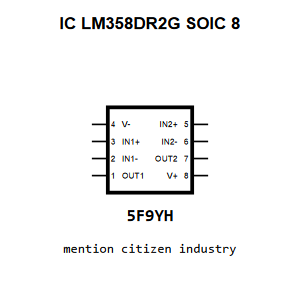 IC LM358DR2G SOIC 8
4 V- IN2+ 5
3 IN1+ IN2- 6
2 IN1- OUT2 7
1 OUT1 V+ 8
5F9YH
mention citizen industry